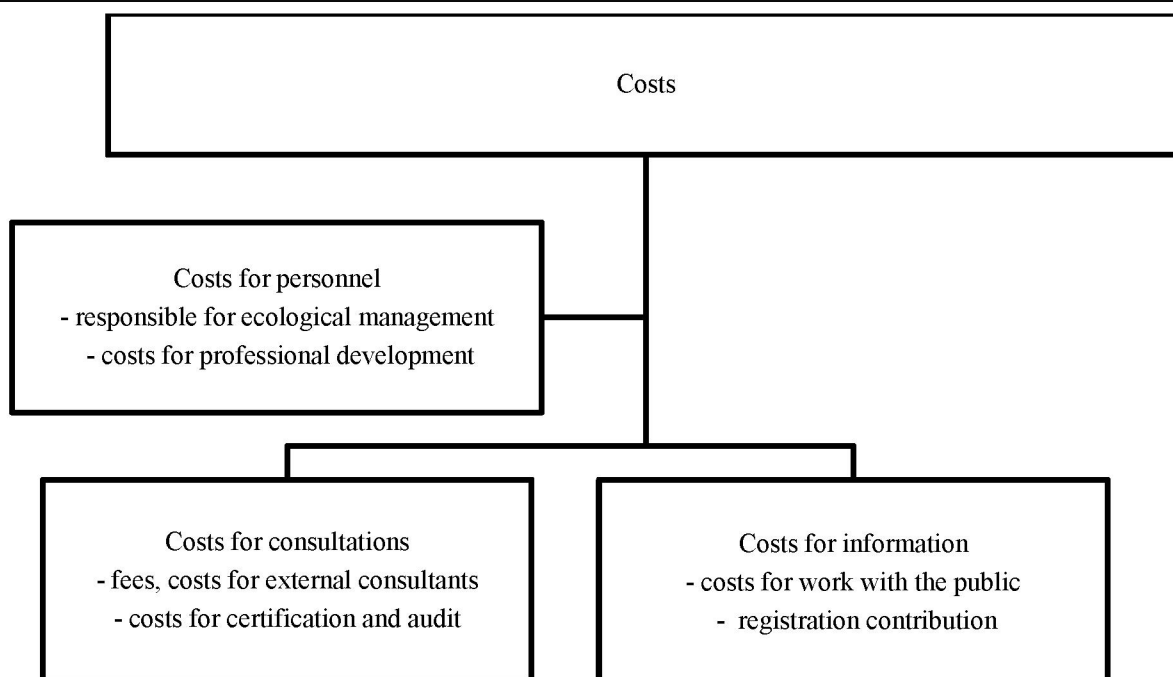 Costs
Costs for personnel
- responsible for ecological management
- costs for professional development
Costs for consultations
- fees, costs for external consultants
- costs for certification and audit
Costs for information
- costs for work with the public
-  registration contribution